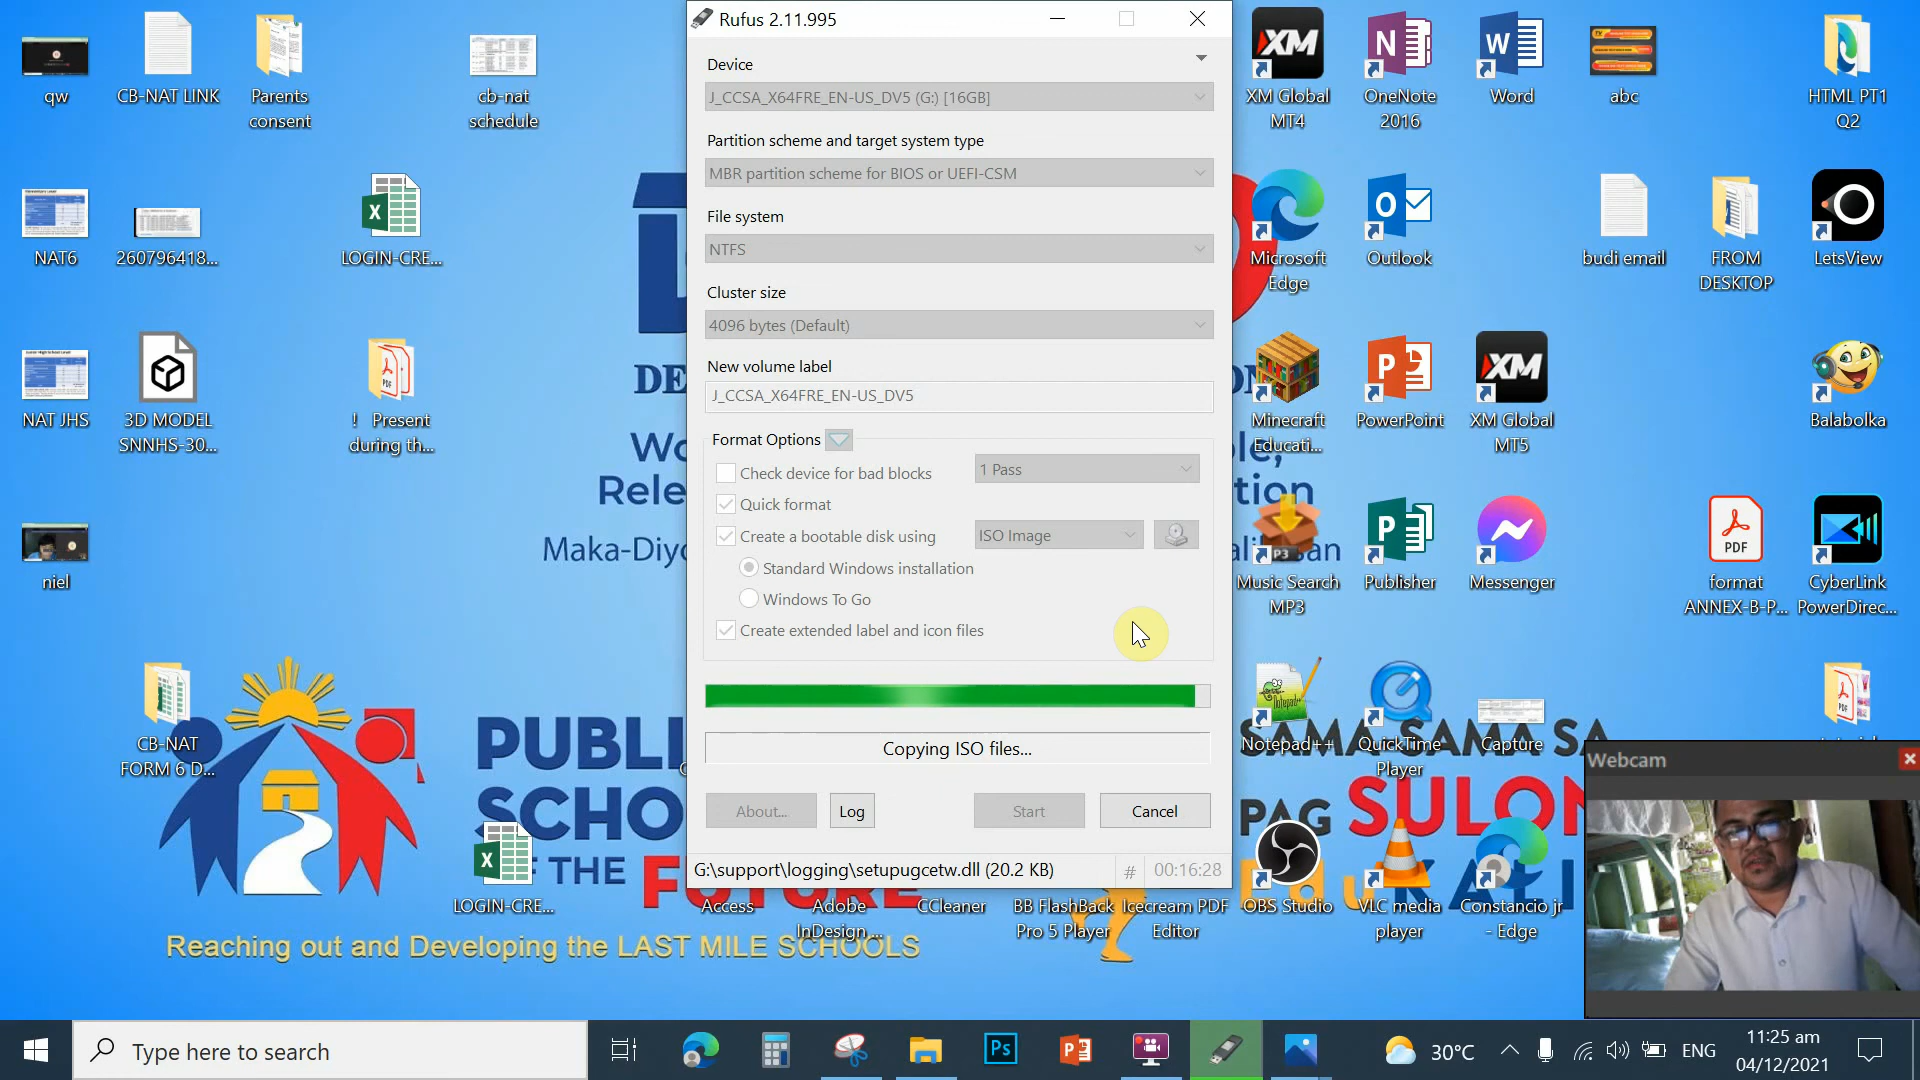 qw
CB-NAT LINK
Parents
consent
cb-nat
schedule
NAT6
260796418...
LOGIN-CRE...
NAT JHS
3D MODEL
SNNHS-30...
! Present
during th...
niel
CB-NAT
FORM 6 D...
LOGIN-CRE...
Rufus 2.11.995
Device
J_CCSA_X64FRE_EN-US_DV5 (G:) [16GB]
Partition scheme and target system type
MBR partition scheme for BIOS or UEFI-CSM
File system
NTFS
Cluster size
4096 bytes (Default)
New volume label
J_CCSA_X64FRE_EN-US_DV5
Format Options
Check device for bad blocks
1 Pass
Quick format
Create a bootable disk using
ISO Image
Standard Windows installation
Windows To Go
Create extended label and icon files
Copying ISO files...
About...
Log
Start
Cancel
G:\support\logging\setupugcetw.dll (20.2 KB)
#
00:16:28
XM Global
MT4
OneNote
2016
Word
abc
HTML PT1
Q2
Microsoft
Edge
Outlook
budi email
FROM
DESKTOP
LetsView
Minecraft
Educati...
PowerPoint
XM Global
MT5
Balabolka
Music Search
MP3
Publisher
Messenger
format
ANNEX-B-P...
CyberLink
PowerDirec...
Notepad++
QuickTime
Player
Capture
Access
Adobe
InDesign ...
CCleaner
BB FlashBack
Pro 5 Player
Icecream PDF
Editor
OBS Studio
VLC media
player
Constancio jr
- Edge
Webcam
DE
Rele
Maka-Diy
PUBLI
SCHO
OF THE
Reaching out and Developing the LAST MILE SCHOOLS
SAMA-SAMA SA
PAG SULON
Type here to search
30°C
ENG
11:25 am
04/12/2021